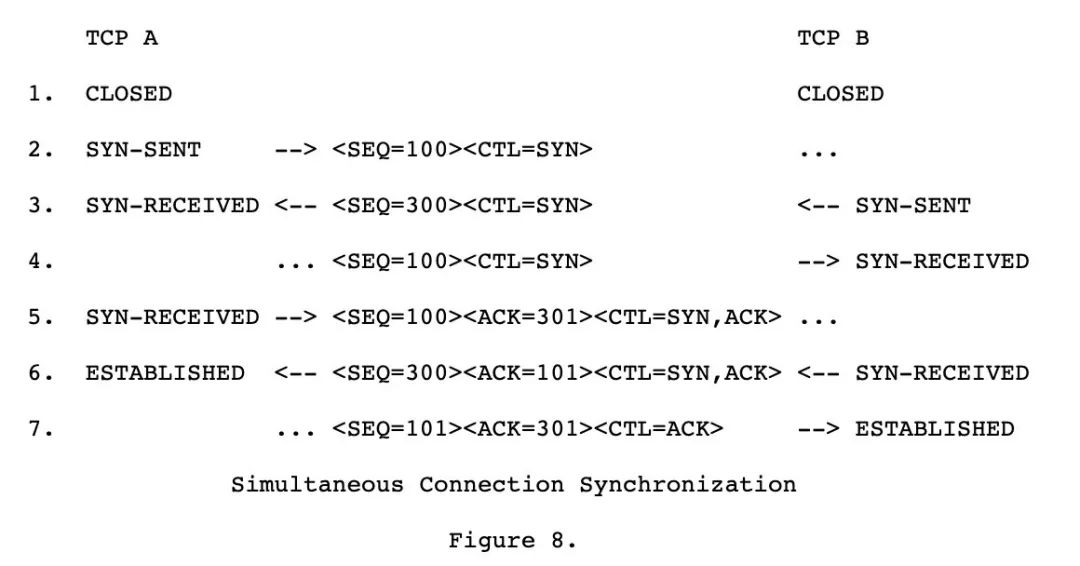 TCP A                                                TCP B
1.  CLOSED                                               CLOSED
2.  SYN-SENT     --> <SEQ=100><CTL=SYN>              ...
3.  SYN-RECEIVED <-- <SEQ=300><CTL=SYN>              <-- SYN-SENT
4.               ... <SEQ=100><CTL=SYN>              --> SYN-RECEIVED
5.  SYN-RECEIVED --> <SEQ=100><ACK=301><CTL=SYN,ACK> ...
6.  ESTABLISHED  <-- <SEQ=300><ACK=101><CTL=SYN,ACK> <-- SYN-RECEIVED
7.               ... <SEQ=101><ACK=301><CTL=ACK>     --> ESTABLISHED
Simultaneous Connection Synchronization
Figure 8.